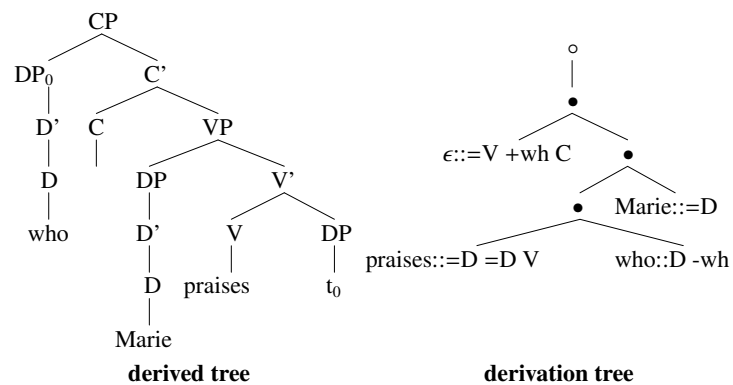 CP
DP0 C'
D' C VP
D DP V'
who D' V DP
D praises t0
Marie
derived tree
∘
•
ϵ::=V +wh C •
• Marie::=D
praises::=D =D V who::D -wh
derivation tree